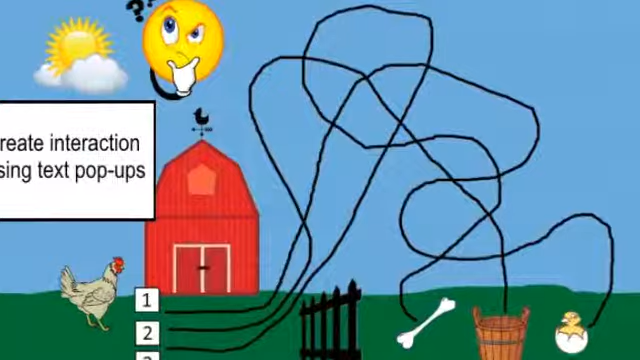 ??
reate interaction
sing text pop-ups
1
2